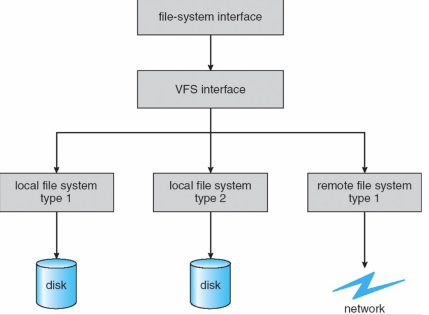 file-system interface
VFS interface
local file system
type 1
local file system
type 2
remote file system
type 1
disk
disk
network